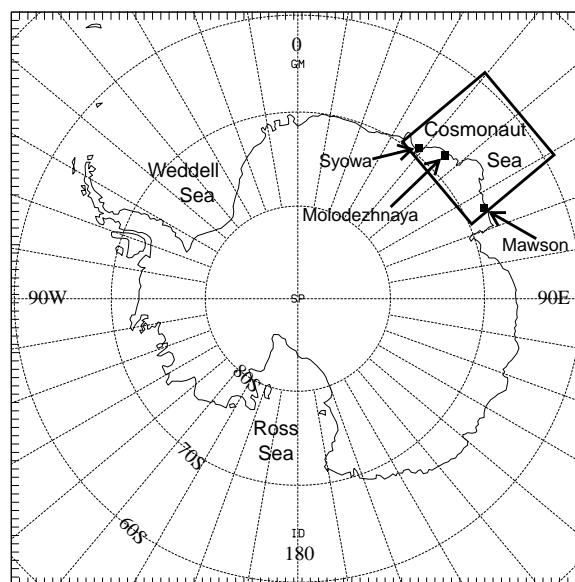 0
GM
Cosmonaut
Sea
Syowa
Weddell
Sea
Molodezhnaya
Mawson
90W
SP
90E
80S
Ross
Sea
70S
60S
ID
180